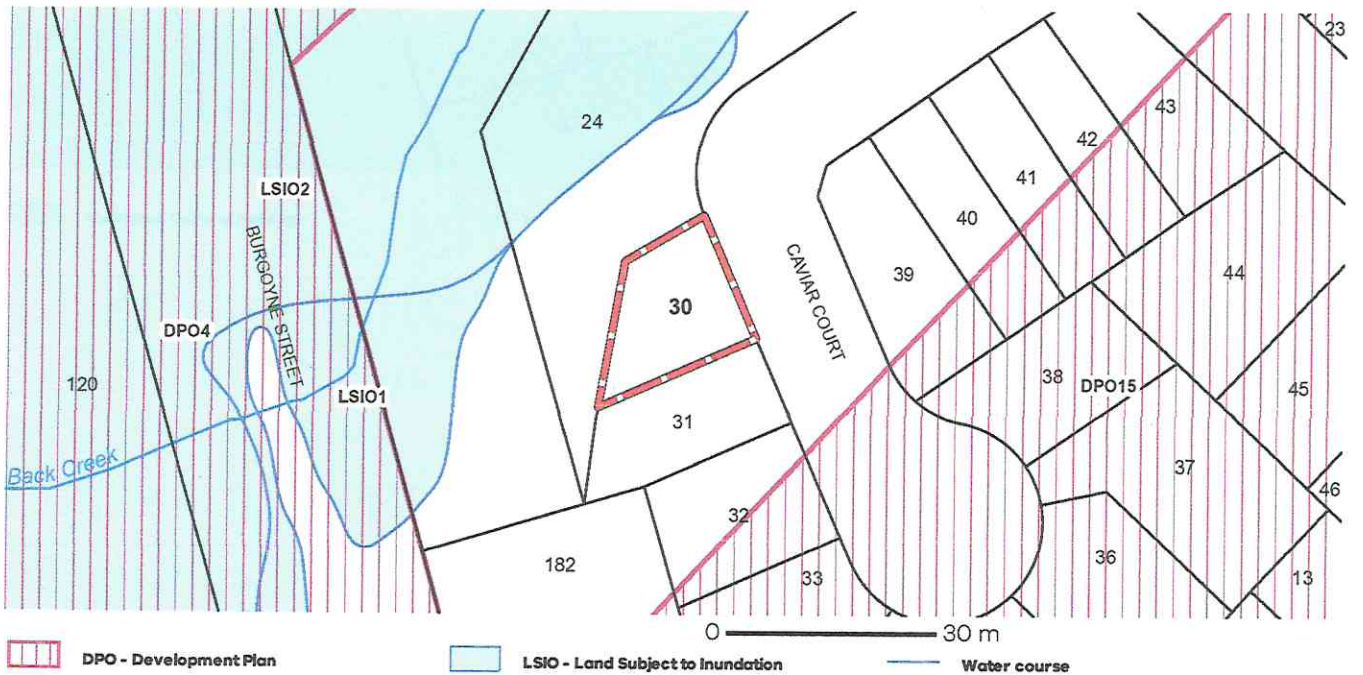 23
43
24
42
LSIO2
41
40
BURGOYNE STREET
44
39
CAVIAR COURT
30
DPO4
38
DPO15
120
45
LSIO1
31
Back Creek
37
46
32
36
182
33
13
0 30 m
DPO - Development Plan
LSIO - Land Subject to Inundation
Water course